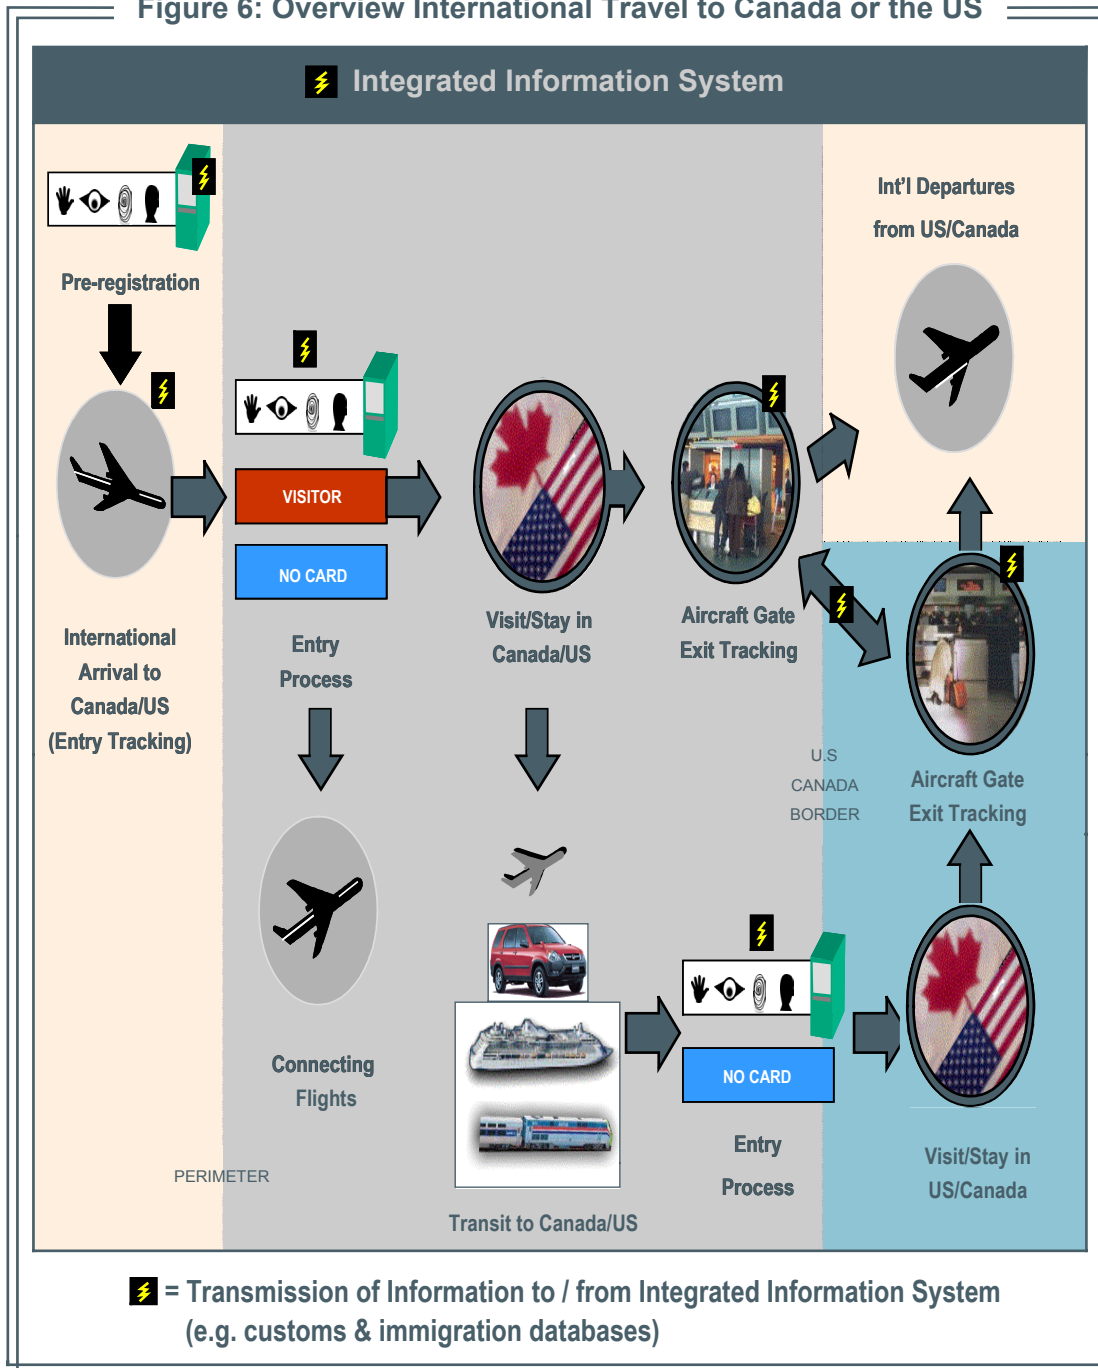 Figure 6: Overview International Travel to Canada or the US
Integrated Information System
Pre-registration
International
Arrival to
Canada/US
(Entry Tracking)
VISITOR
NO CARD
Entry
Process
Connecting
Flights
PERIMETER
Visit/Stay in
Canada/US
Transit to Canada/US
Aircraft Gate
Exit Tracking
Int'l Departures
from US/Canada
U.S
CANADA
BORDER
Aircraft Gate
Exit Tracking
NO CARD
Entry
Process
Visit/Stay in
US/Canada
= Transmission of Information to / from Integrated Information System
(e.g. customs & immigration databases)